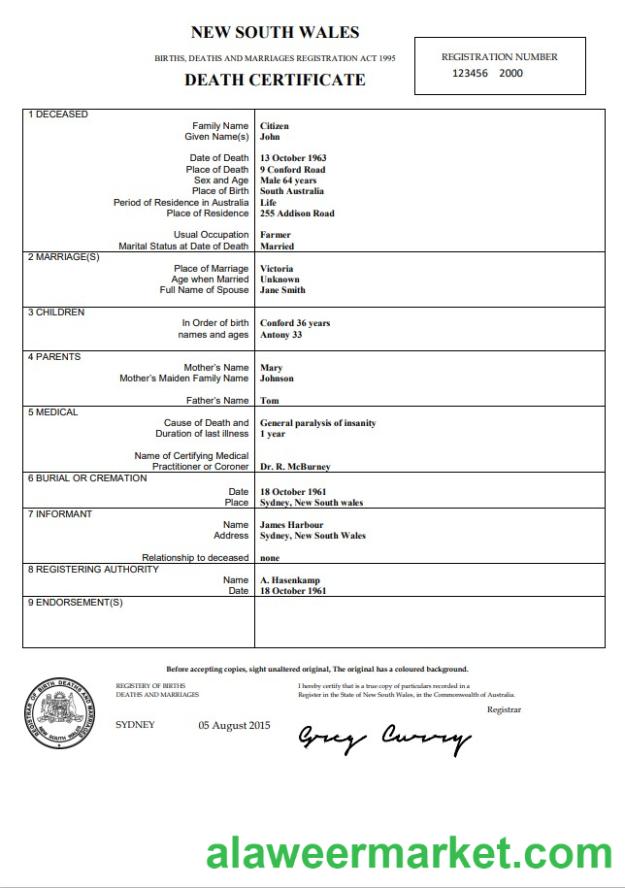 NEW SOUTH WALES
BIRTHS, DEATHS AND MARRIAGES REGISTRATION ACT 1995
DEATH CERTIFICATE
REGISTRATION NUMBER
123456 2000
1 DECEASED
Family Name Citizen
Given Name(s) John
Date of Death 13 October 1963
Place of Death 9 Conford Road
Sex and Age Male 64 years
Place of Birth South Australia
Period of Residence in Australia Life
Place of Residence 255 Addison Road
Usual Occupation Farmer
Marital Status at Date of Death Married
2 MARRIAGE(S)
Place of Marriage Victoria
Age when Married Unknown
Full Name of Spouse Jane Smith
3 CHILDREN
In Order of birth Conford 36 years
names and ages Antony 33
4 PARENTS
Mother's Name Mary
Mother's Maiden Family Name Johnson
Father's Name Tom
5 MEDICAL
Cause of Death and General paralysis of insanity
Duration of last illness 1 year
Name of Certifying Medical
Practitioner or Coroner Dr. R. McBurney
6 BURIAL OR CREMATION
Date 18 October 1961
Place Sydney, New South wales
7 INFORMANT
Name James Harbour
Address Sydney, New South Wales
Relationship to deceased none
8 REGISTERING AUTHORITY
Name A. Hasenkamp
Date 18 October 1961
9 ENDORSEMENT(S)
Before accepting copies, sight unaltered original, The original has a coloured background.
REGISTRAR OF BIRTH DEATHS AND MARRIAGES
NEW SOUTH WALES
REGISTERY OF BIRTHS
DEATHS AND MARRIAGES
I hereby certify that is a true copy of particulars recorded in a
Register in the State of New South Wales, in the Commonwealth of Australia.
Registrar
SYDNEY 05 August 2015
Greg Curry
alaweermarket.com